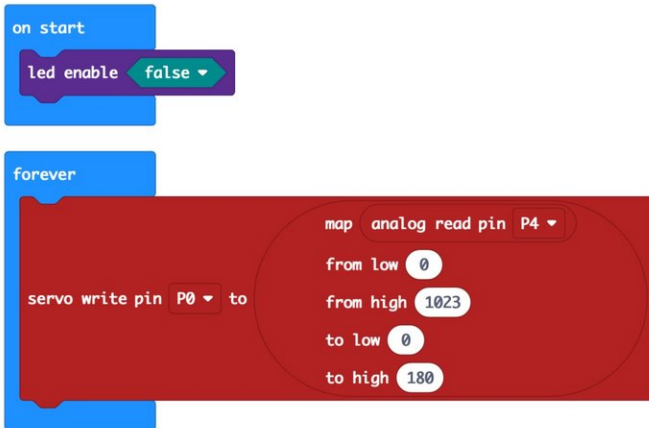 on start
led enable false
forever
map analog read pin P4
from low 0
servo write pin P0 to from high 1023
to low 0
to high 180